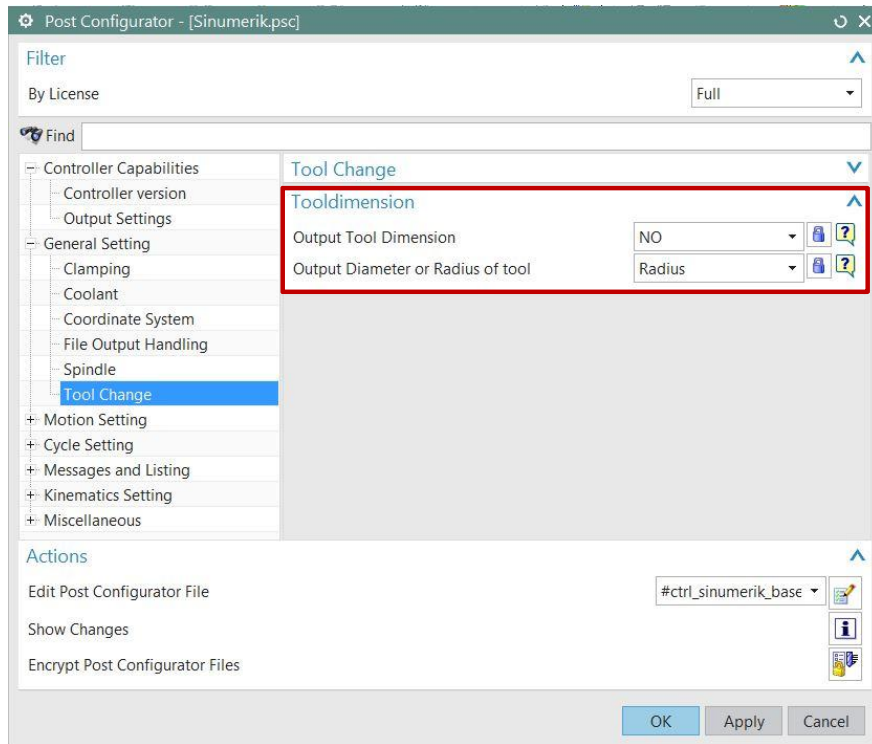 Post Configurator - [Sinumerik.psc]
Filter
By License
Full
Find
Controller Capabilities
Controller version
Output Settings
General Setting
Clamping
Coolant
Coordinate System
File Output Handling
Spindle
Tool Change
Motion Setting
Cycle Setting
Messages and Listing
Kinematics Setting
Miscellaneous
Tool Change
Tooldimension
Output Tool Dimension
NO
Output Diameter or Radius of tool
Radius
Actions
Edit Post Configurator File
#ctrl_sinumerik_base
Show Changes
Encrypt Post Configurator Files
OK
Apply
Cancel